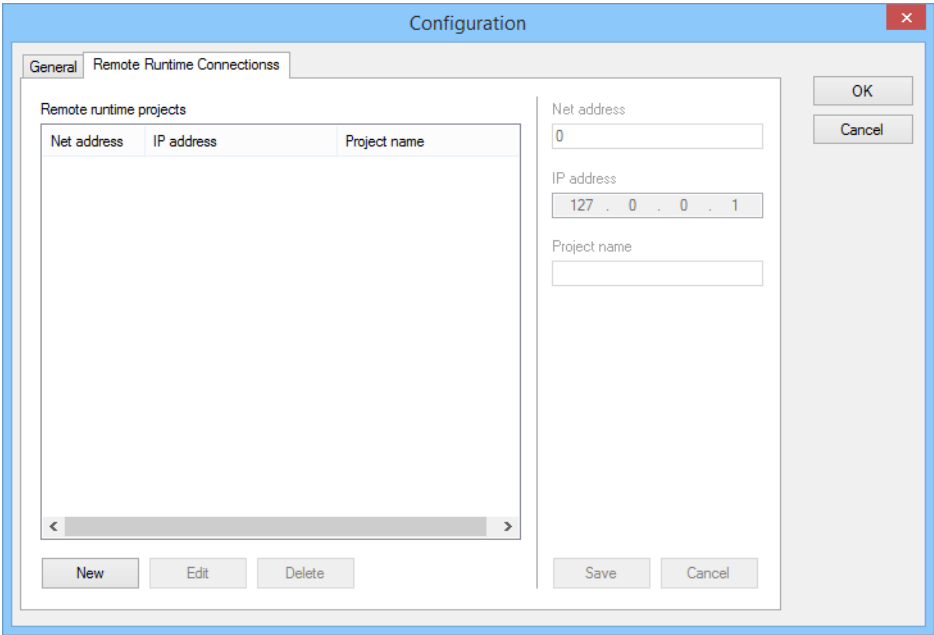 Configuration
General
Remote Runtime Connectionss
Remote runtime projects
Net address IP address Project name
New Edit Delete
Net address
0
IP address
127 . 0 . 0 . 1
Project name
Save Cancel
OK
Cancel